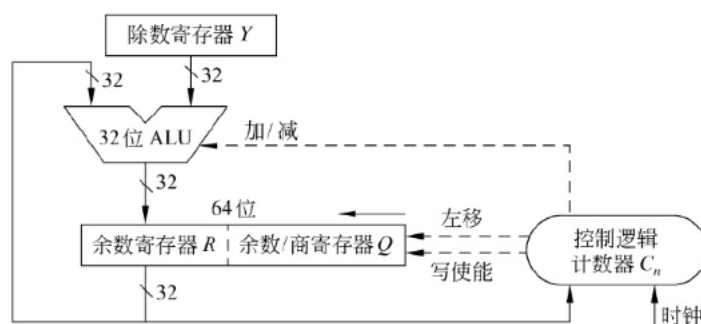 除数寄存器 Y
32
32
32位 ALU
加/减
32
64位
余数寄存器 R
余数/商寄存器 Q
左移
写使能
控制逻辑
计数器 Cn
32
时钟